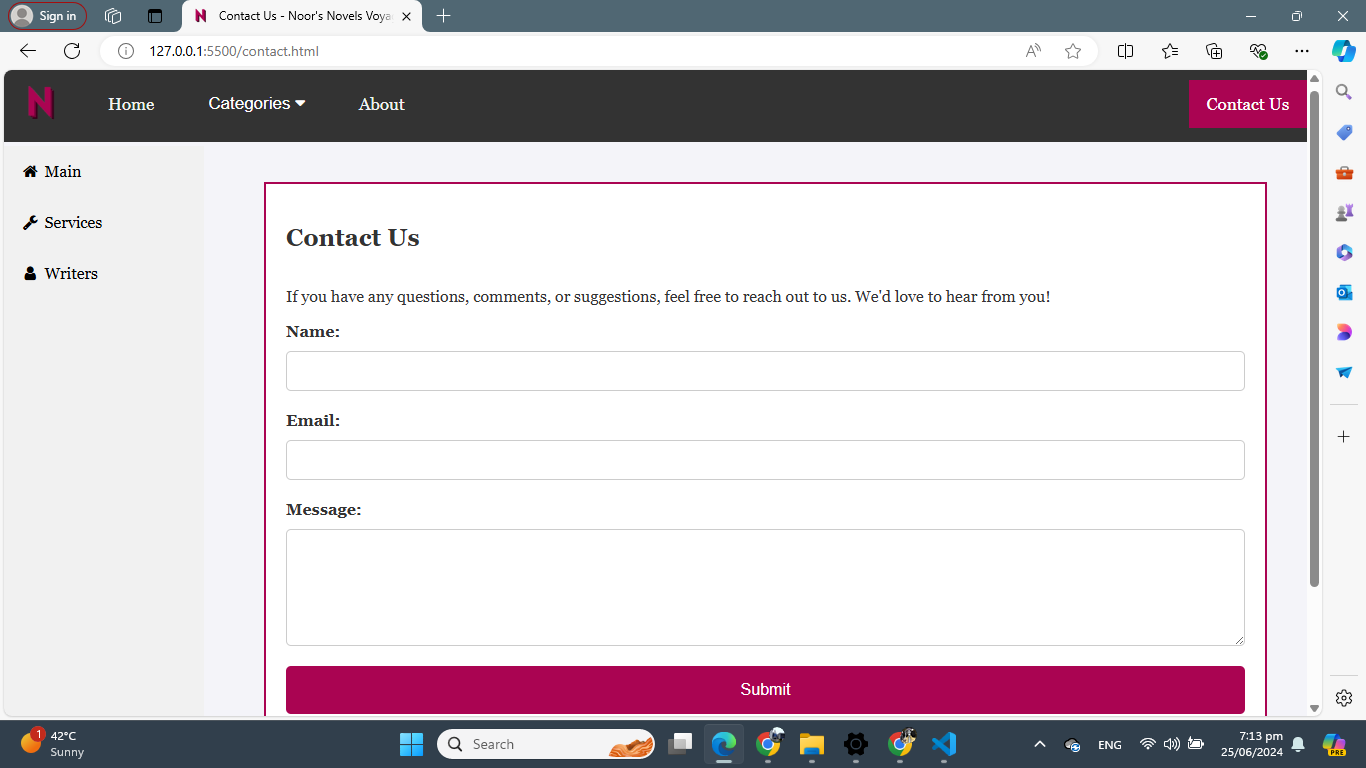 Sign in
Contact Us - Noor's Novels Voya
127.0.0.1:5500/contact.html
N
Home
Categories
About
Contact Us
Main
Services
Writers
Contact Us
If you have any questions, comments, or suggestions, feel free to reach out to us. We'd love to hear from you!
Name:
Email:
Message:
Submit
1
42°C
Sunny
Search
ENG
7:13 pm
25/06/2024
PRE